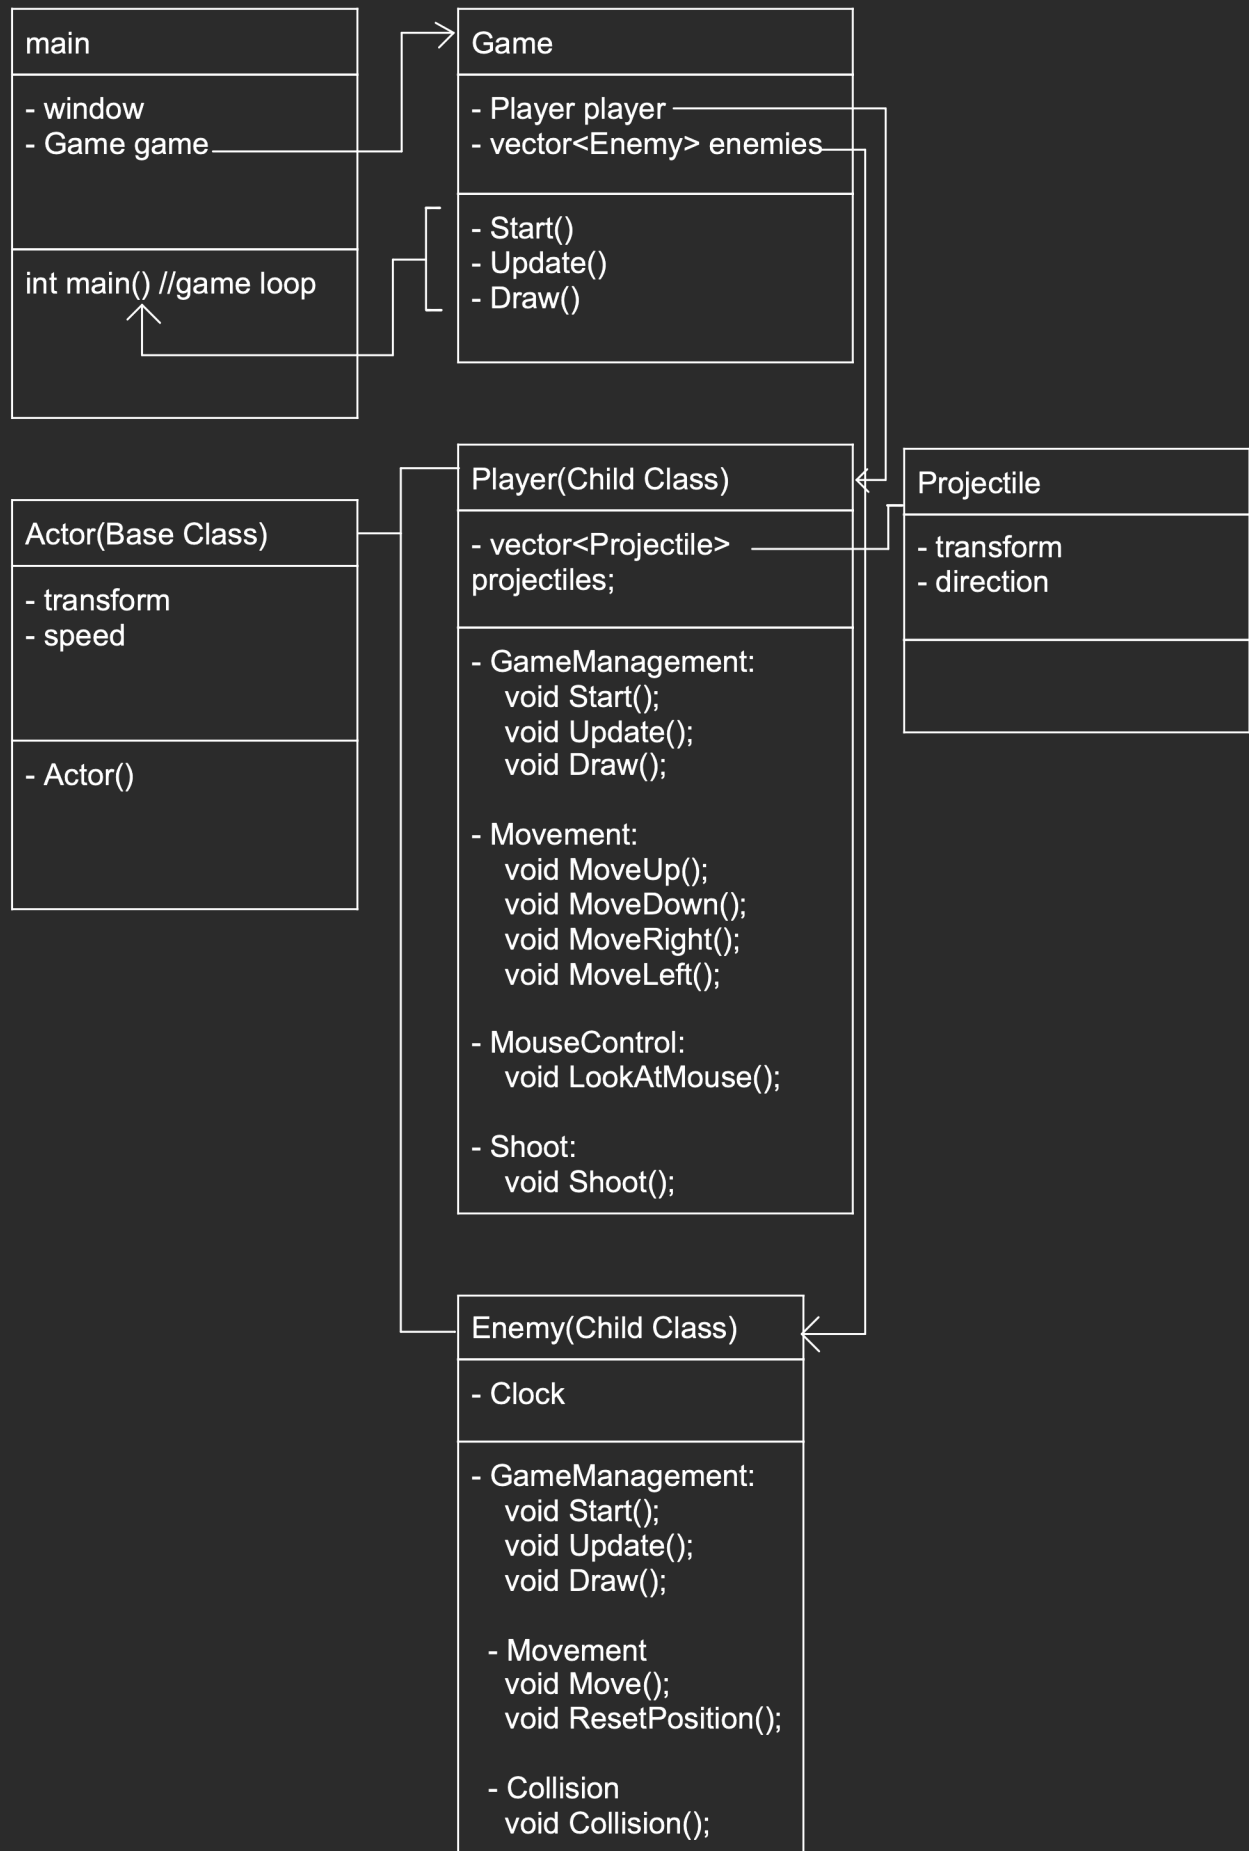 main
- window
- Game game
int main() //game loop
Game
- Player player
- vector<Enemy> enemies
- Start()
- Update()
- Draw()
Actor(Base Class)
- transform
- speed
- Actor()
Player(Child Class)
- vector<Projectile>
projectiles;
- GameManagement:
void Start();
void Update();
void Draw();
- Movement:
void MoveUp();
void MoveDown();
void MoveRight();
void MoveLeft();
- MouseControl:
void LookAtMouse();
- Shoot:
void Shoot();
Projectile
- transform
- direction
Enemy(Child Class)
- Clock
- GameManagement:
void Start();
void Update();
void Draw();
- Movement
void Move();
void ResetPosition();
- Collision
void Collision();